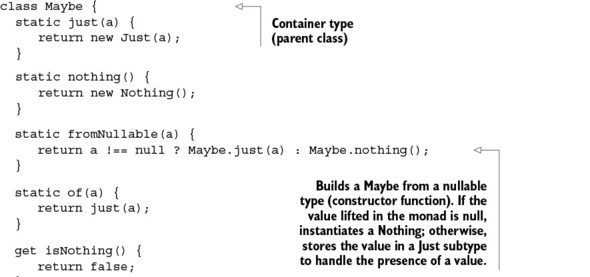 class Maybe {
static just(a) {
return new Just(a);
}
Container type
(parent class)
static nothing() {
return new Nothing();
}
static fromNullable(a) {
return a !== null ? Maybe.just(a) : Maybe.nothing();
}
static of(a) {
return just(a);
}
get isNothing() {
return false;
Builds a Maybe from a nullable
type (constructor function). If the
value lifted in the monad is null,
instantiates a Nothing; otherwise,
stores the value in a Just subtype
to handle the presence of a value.